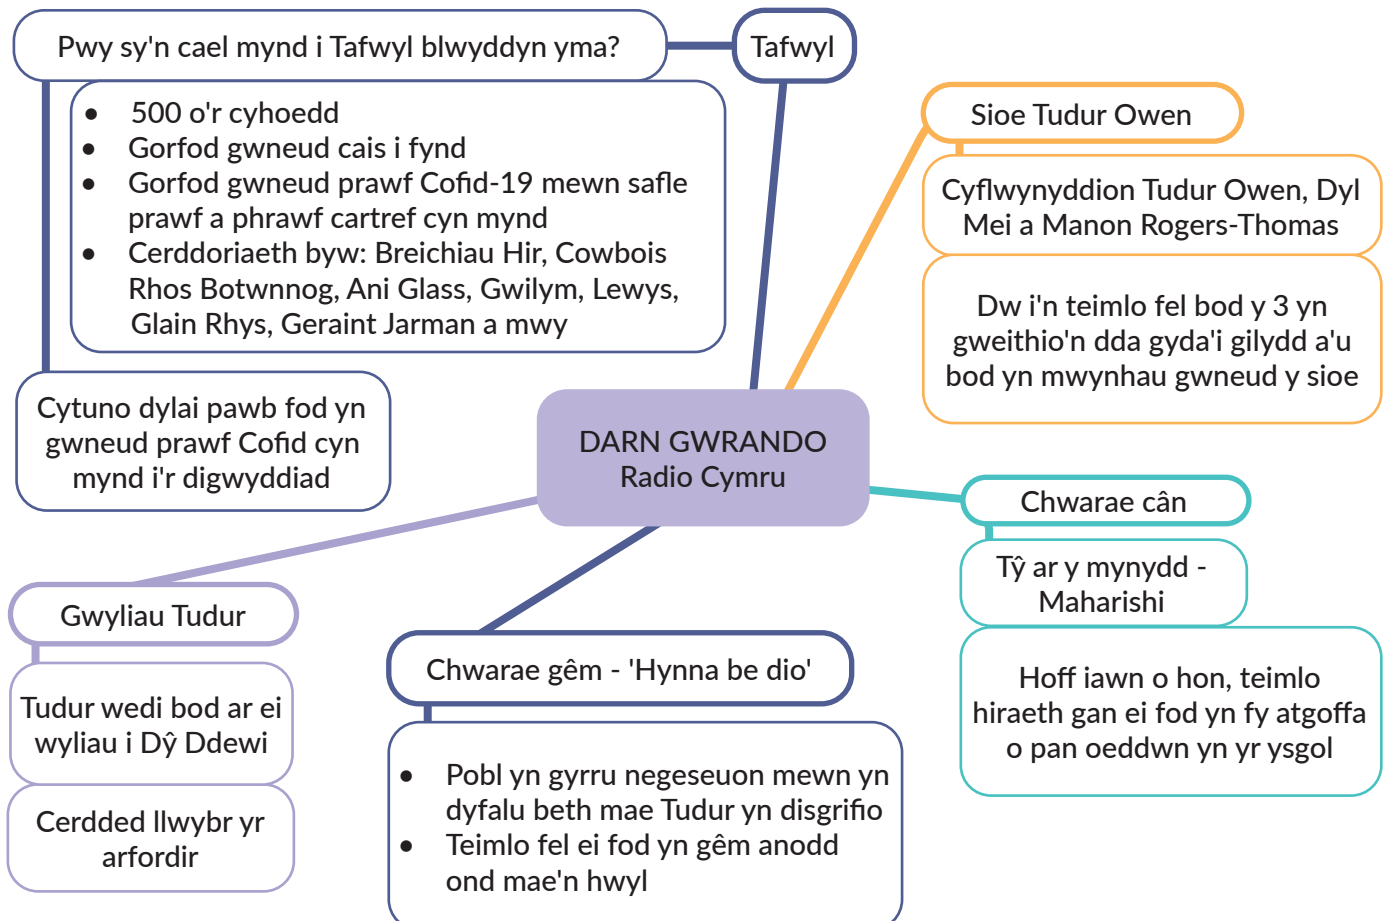 Pwy sy'n cael mynd i Tafwyl blwyddyn yma?
Tafwyl
• 500 o'r cyhoedd
• Gorfod gwneud cais i fynd
• Gorfod gwneud prawf Cofid-19 mewn safle
prawf a phrawf cartref cyn mynd
• Cerddoriaeth byw: Breichiau Hir, Cowbois
Rhos Botwnnog, Ani Glass, Gwilym, Lewys,
Glain Rhys, Geraint Jarman a mwy
Cytuno dylai pawb fod yn
gwneud prawf Cofid cyn
mynd i'r digwyddiad
Sioe Tudur Owen
Cyflwynyddion Tudur Owen, Dyl
Mei a Manon Rogers-Thomas
Dw i'n teimlo fel bod y 3 yn
gweithio'n dda gyda'i gilydd a'u
bod yn mwynhau gwneud y sioe
DARN GWRANDO
Radio Cymru
Chwarae cân
Tŷ ar y mynydd -
Maharishi
Hoff iawn o hon, teimlo
hiraeth gan ei fod yn fy atgoffa
o pan oeddwn yn yr ysgol
Gwyliau Tudur
Tudur wedi bod ar ei
wyliau i Dŷ Ddewi
Cerdded llwybr yr
arfordir
Chwarae gêm - 'Hynna be dio'
• Pobl yn gyrru negeseuon mewn yn
dyfalu beth mae Tudur yn disgrifio
• Teimlo fel ei fod yn gêm anodd
ond mae'n hwyl